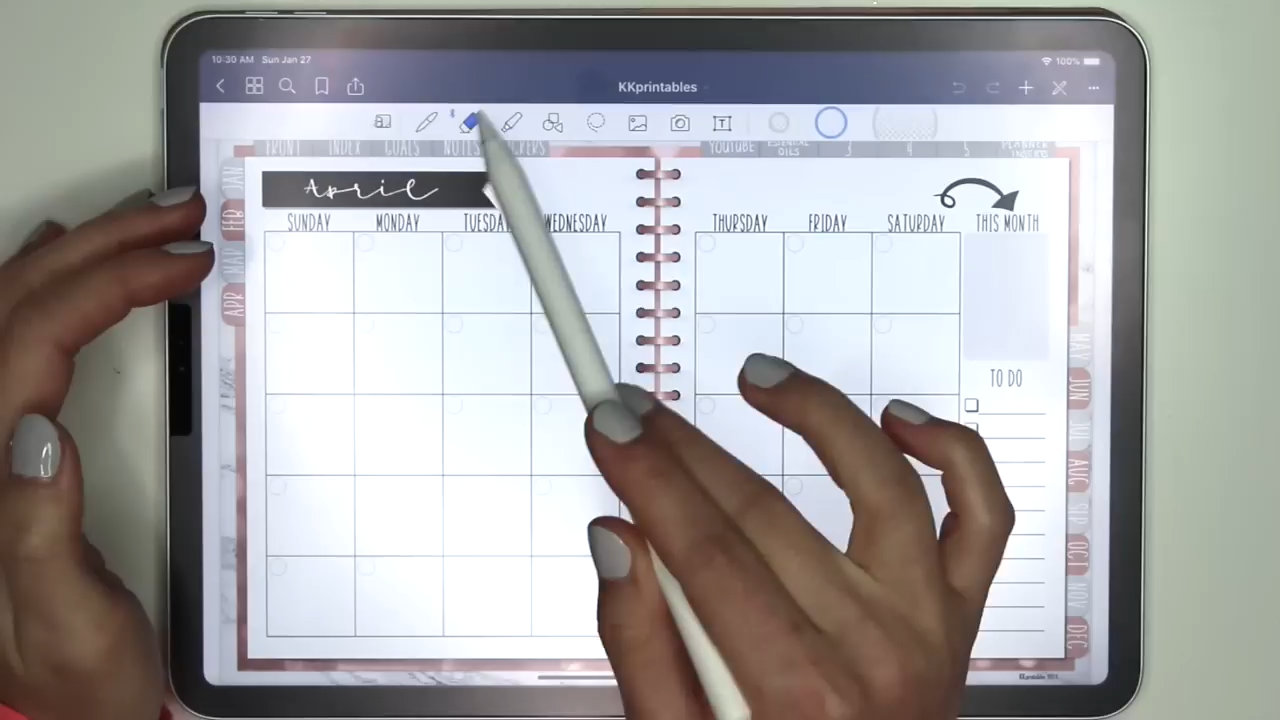 10:30 AM Sun Jan 27 100%
KKprintables
FRONT INDEX GOALS NOTES YOUTUBE ESSENTIAL OILS 3 4 5 PLANNER INSERTS
April
SUNDAY MONDAY TUESDAY WEDNESDAY THURSDAY FRIDAY SATURDAY THIS MONTH
TO DO
JAN
FEB
MAR
APR
MAY
JUN
JUL
AUG
SEP
OCT
NOV
DEC